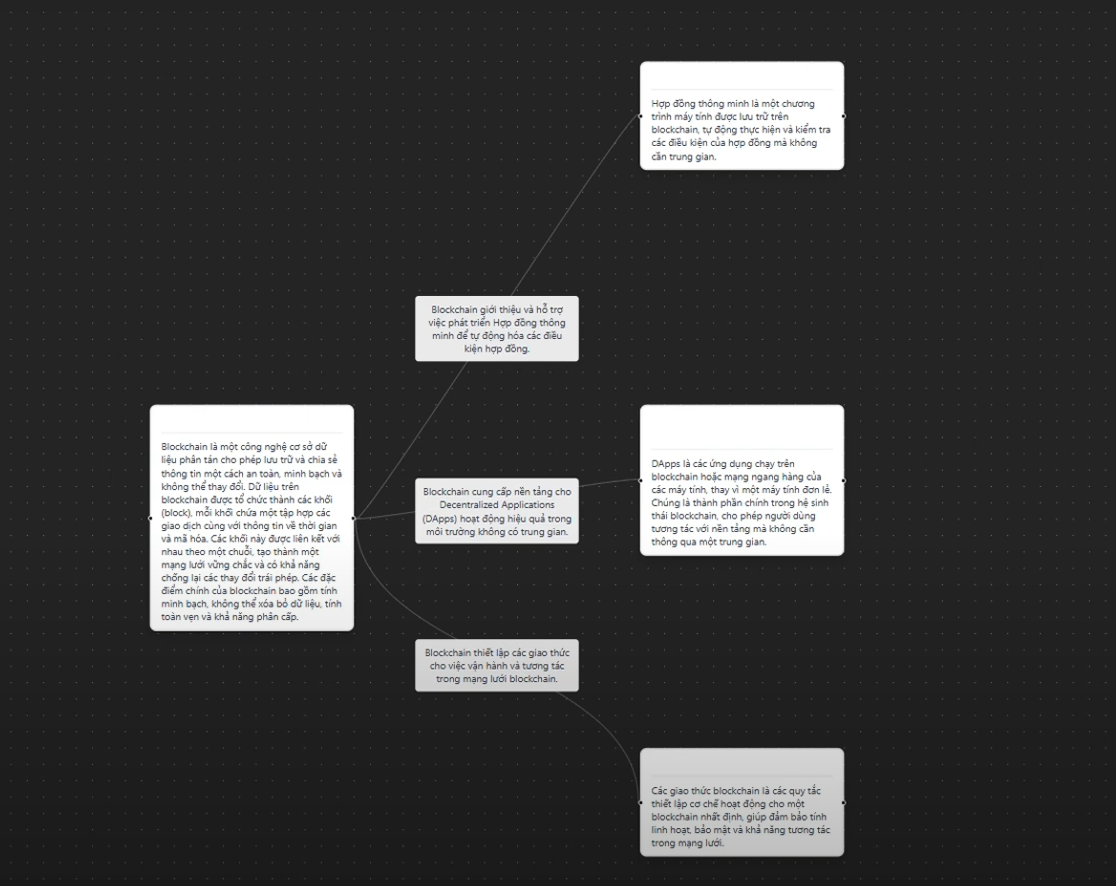 Hợp đồng thông minh là một chương
trình máy tính được lưu trữ trên
blockchain, tự động thực hiện và kiểm tra
các điều kiện của hợp đồng mà không
cần trung gian.
Blockchain giới thiệu và hỗ trợ
việc phát triển Hợp đồng thông
minh để tự động hóa các điều
kiện hợp đồng.
Blockchain là một công nghệ cơ sở dữ
liệu phân tán cho phép lưu trữ và chia sẻ
thông tin một cách an toàn, minh bạch và
không thể thay đổi. Dữ liệu trên
blockchain được tổ chức thành các khối
(block), mỗi khối chứa một tập hợp các
giao dịch cùng với thông tin về thời gian
và mã hóa. Các khối này được liên kết với
nhau theo một chuỗi, tạo thành một
mạng lưới vững chắc và có khả năng
chống lại các thay đổi trái phép. Các đặc
điểm chính của blockchain bao gồm tính
minh bạch, không thể xóa bỏ dữ liệu, tính
toàn vẹn và khả năng phân cấp.
Blockchain cung cấp nền tảng cho
Decentralized Applications
(DApps) hoạt động hiệu quả trong
môi trường không có trung gian.
DApps là các ứng dụng chạy trên
blockchain hoặc mạng ngang hàng của
các máy tính, thay vì một máy tính đơn lẻ.
Chúng là thành phần chính trong hệ sinh
thái blockchain, cho phép người dùng
tương tác với nền tảng mà không cần
thông qua một trung gian.
Blockchain thiết lập các giao thức
cho việc vận hành và tương tác
trong mạng lưới blockchain.
Các giao thức blockchain là các quy tắc
thiết lập cơ chế hoạt động cho một
blockchain nhất định, giúp đảm bảo tính
linh hoạt, bảo mật và khả năng tương tác
trong mạng lưới.